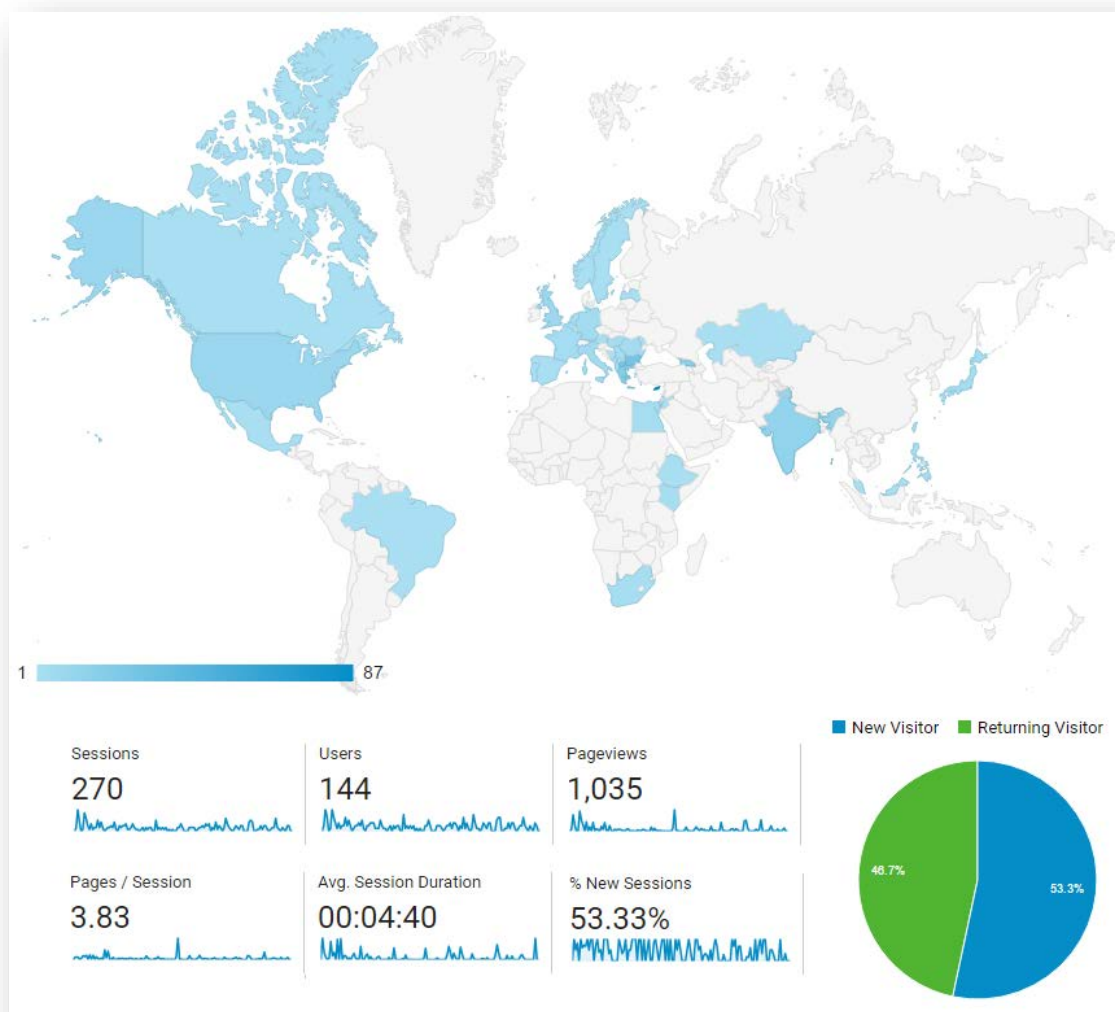 1 87
New Visitor Returning Visitor
Sessions Users Pageviews
270 144 1,035
Pages / Session Avg. Session Duration % New Sessions
3.83 00:04:40 53.33%
46.7%
53.3%